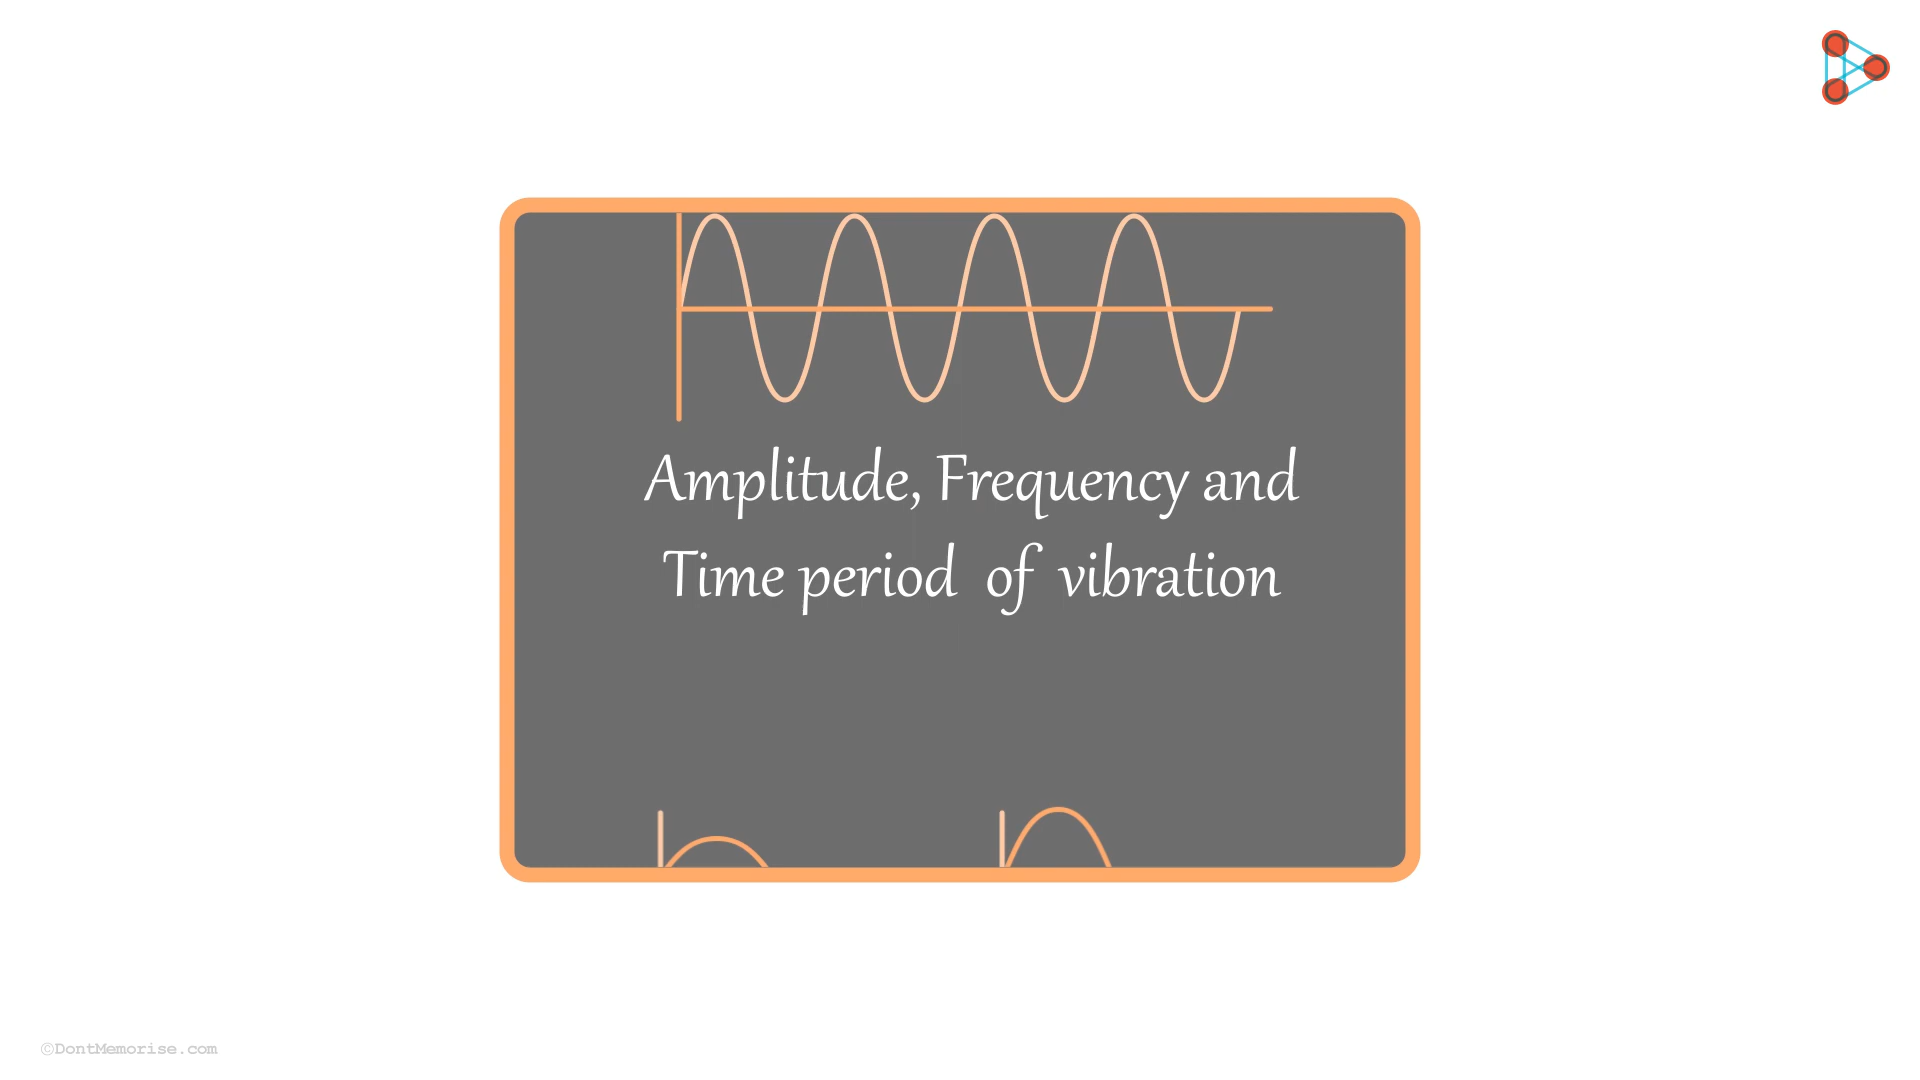 Amplitude, Frequency and
Time period of vibration
©DontMemorise.com